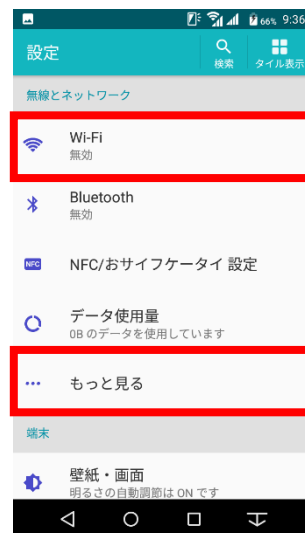 66% 9:36
設定
検索
タイル表示
無線とネットワーク
Wi-Fi
無効
Bluetooth
無効
NFC
NFC/おサイフケータイ 設定
データ使用量
0B のデータを使用しています
もっと見る
端末
壁紙・画面
明るさの自動調節は ON です